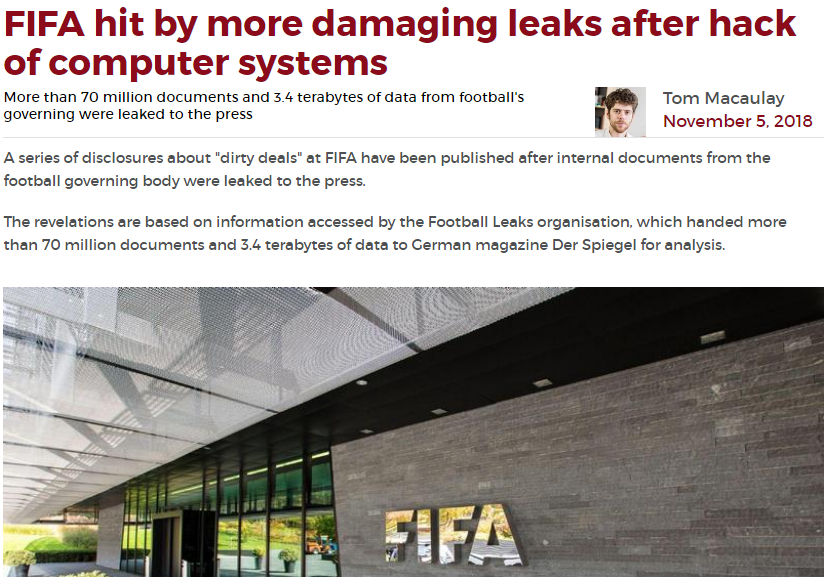 FIFA hit by more damaging leaks after hack
of computer systems
More than 70 million documents and 3.4 terabytes of data from football's
governing were leaked to the press
Tom Macaulay
November 5, 2018
A series of disclosures about "dirty deals" at FIFA have been published after internal documents from the
football governing body were leaked to the press.
The revelations are based on information accessed by the Football Leaks organisation, which handed more
than 70 million documents and 3.4 terabytes of data to German magazine Der Spiegel for analysis.
FIFA